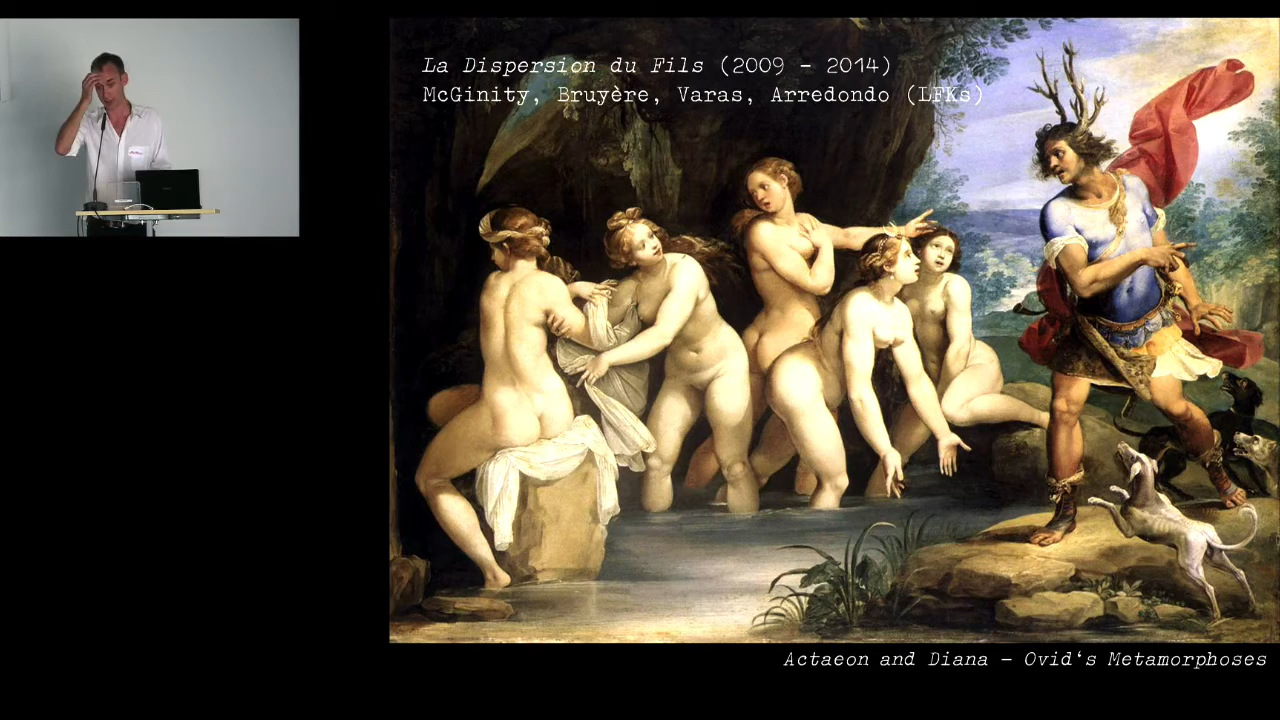 La Dispersion du Fils (2009 – 2014)
McGinity, Bruyère, Varas, Arredondo (LFKs)
Actaeon and Diana – Ovid‘s Metamorphoses